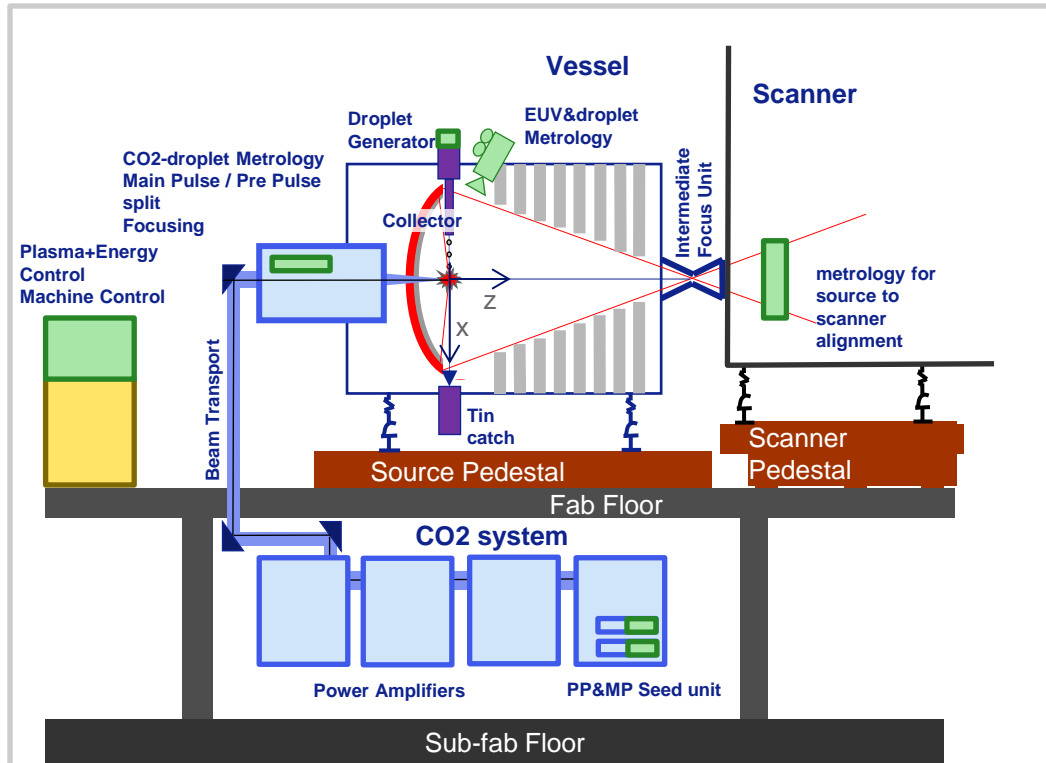 Vessel
Scanner
Droplet
Generator
EUV&droplet
Metrology
CO2-droplet Metrology
Main Pulse / Pre Pulse
split
Focusing
Plasma+Energy
Control
Machine Control
Collector
Intermediate
Focus Unit
Z
X
metrology for
source to
scanner
alignment
Beam Transport
Tin
catch
Source Pedestal
Scanner
Pedestal
Fab Floor
CO2 system
Power Amplifiers
PP&MP Seed unit
Sub-fab Floor